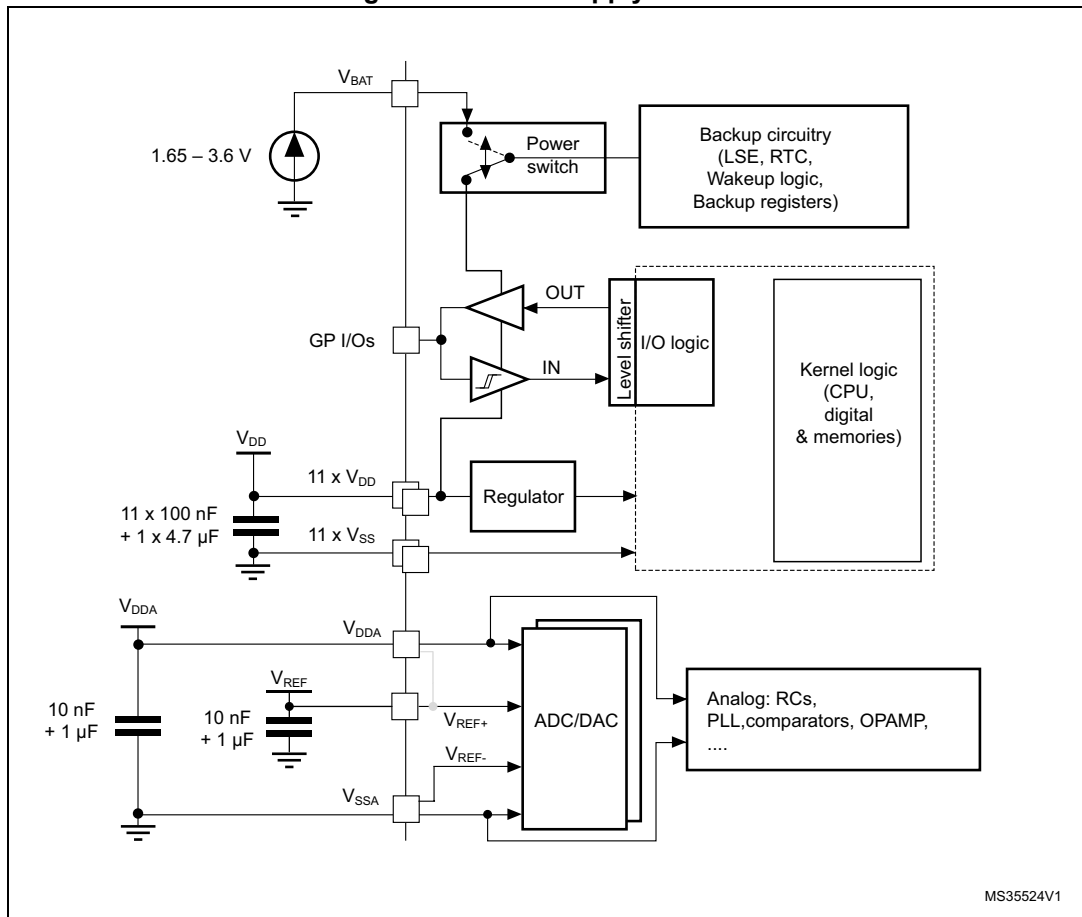 VBAT
1.65 – 3.6 V
Power
switch
Backup circuitry
(LSE, RTC,
Wakeup logic,
Backup registers)
OUT
GP I/Os
IN
Level shifter
I/O logic
Kernel logic
(CPU,
digital
& memories)
VDD
11 x VDD
Regulator
11 x 100 nF
+ 1 x 4.7 µF
11 x VSS
VDDA
VDDA
VREF
10 nF
+ 1 µF
10 nF
+ 1 µF
VREF+
ADC/DAC
Analog: RCs,
PLL,comparators, OPAMP,
....
VREF-
VSSA
MS35524V1